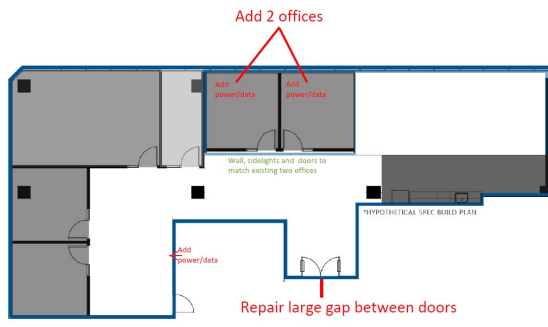 Add 2 offices
Add
power/data
Add
power/data
Wall, sidelights and doors to
match existing two offices
*HYPOTHETICAL SPEC BUILD PLAN
Add
power/data
Repair large gap between doors